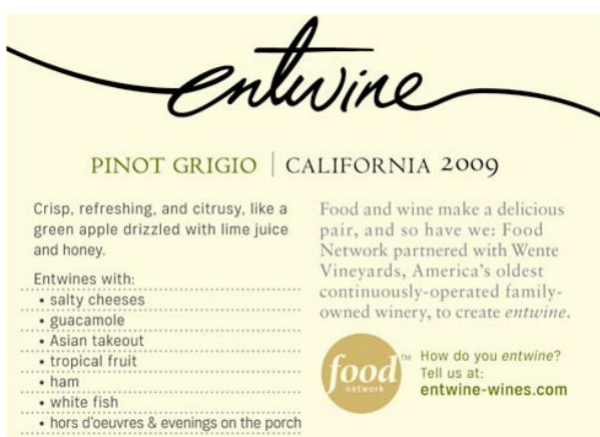 entwine
PINOT GRIGIO | CALIFORNIA 2009
Crisp, refreshing, and citrusy, like a
green apple drizzled with lime juice
and honey.
Entwines with:
• salty cheeses
• guacamole
• Asian takeout
• tropical fruit
• ham
• white fish
• hors d'oeuvres & evenings on the porch
Food and wine make a delicious
pair, and so have we: Food
Network partnered with Wente
Vineyards, America's oldest
continuously-operated family-
owned winery, to create entwine.
food™
network
How do you entwine?
Tell us at:
entwine-wines.com